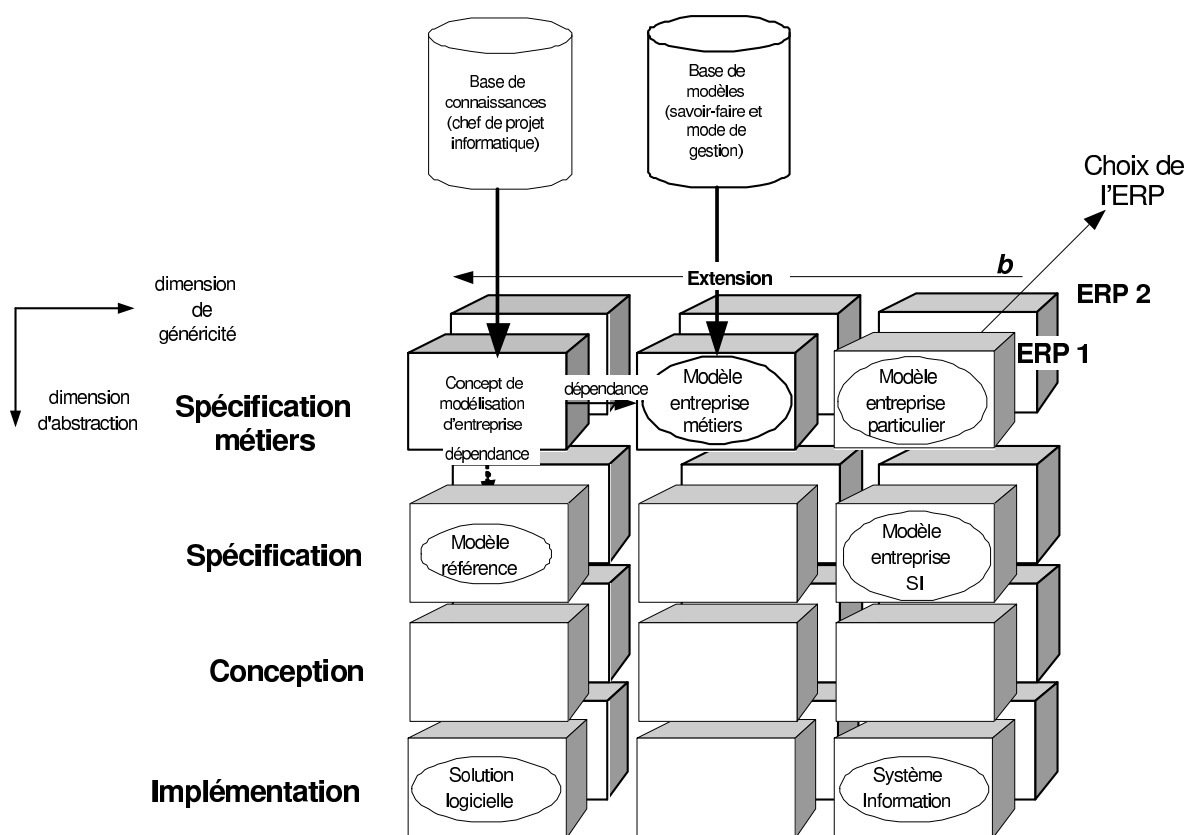 Base de
connaissances
(chef de projet
informatique)
Base de
modèles
(savoir-faire et
mode de
gestion)
Choix de
l'ERP
b
Extension
ERP 2
ERP 1
dimension
de
généricité
dimension
d'abstraction
Spécification
métiers
Concept de
modélisation
d'entreprise
dépendance
Modèle
entreprise
métiers
Modèle
entreprise
particulier
dépendance
Spécification
Modèle
référence
Modèle
entreprise
SI
Conception
Implémentation
Solution
logicielle
Système
Information